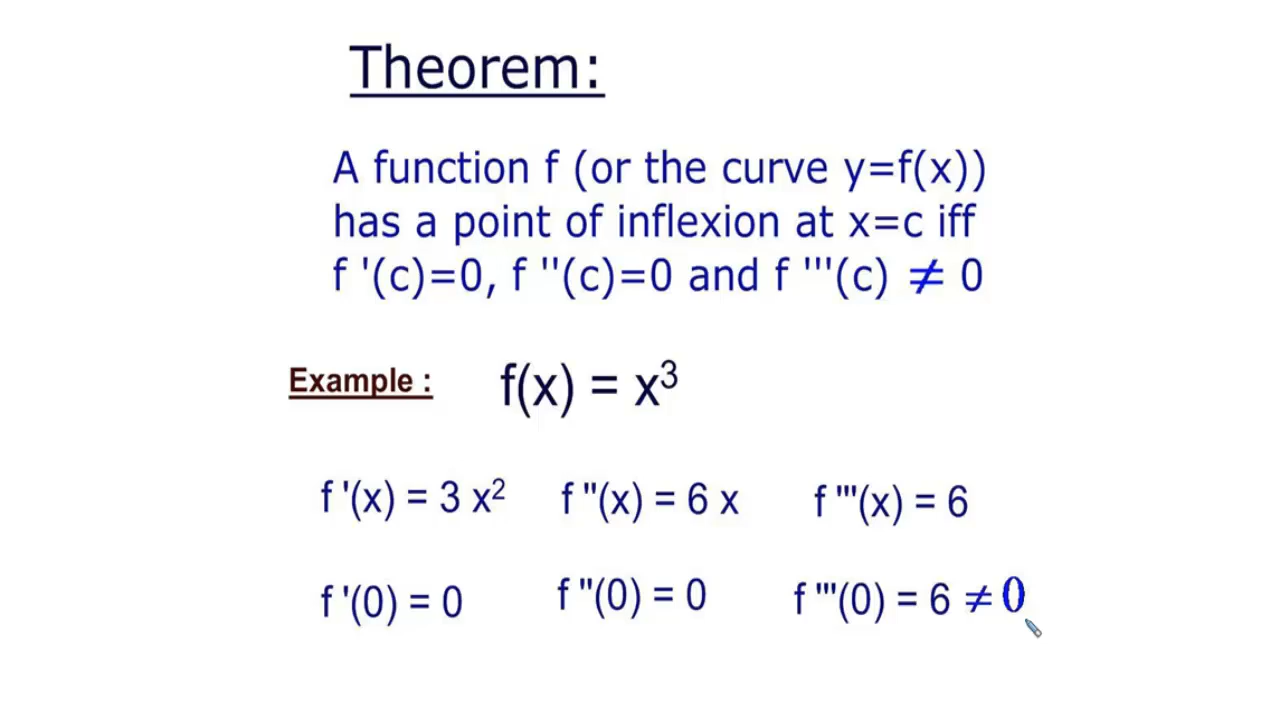 Theorem:
A function f (or the curve y=f(x))
has a point of inflexion at x=c iff
f '(c)=0, f ''(c)=0 and f '''(c) ≠ 0
Example : f(x) = x³
f '(x) = 3 x² f ''(x) = 6 x f '''(x) = 6
f '(0) = 0 f ''(0) = 0 f '''(0) = 6 ≠ 0